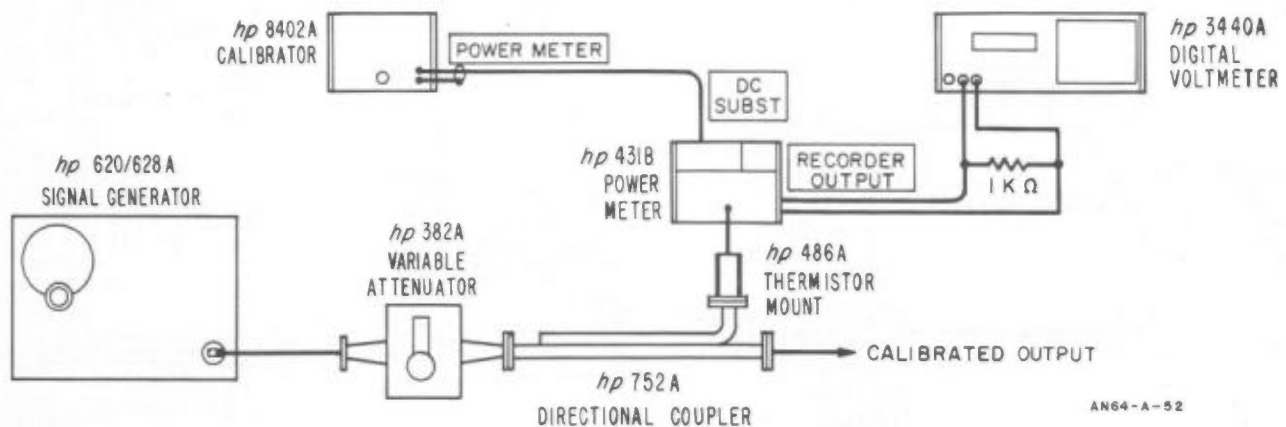 hp 8402A
CALIBRATOR
POWER METER
hp 3440A
DIGITAL
VOLTMETER
DC
SUBST
hp 431B
POWER
METER
RECORDER
OUTPUT
1 K Ω
hp 620/628A
SIGNAL GENERATOR
hp 382A
VARIABLE
ATTENUATOR
hp 486A
THERMISTOR
MOUNT
CALIBRATED OUTPUT
hp 752A
DIRECTIONAL COUPLER
AN64-A-52